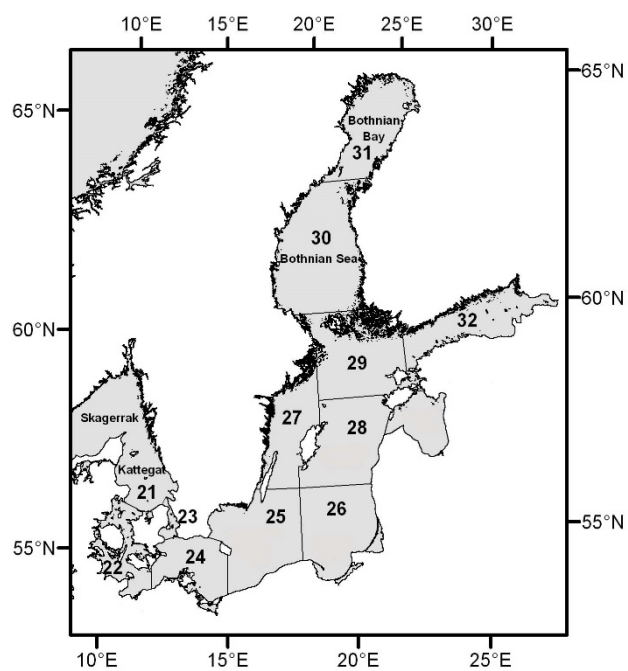 10°E 15°E 20°E 25°E 30°E
65°N
65°N
Bothnian
Bay
31
30
Bothnian Sea
60°N
32
60°N
29
Skagerrak
27
28
Kattegat
21
23
25
26
55°N
24
55°N
22
10°E 15°E 20°E 25°E